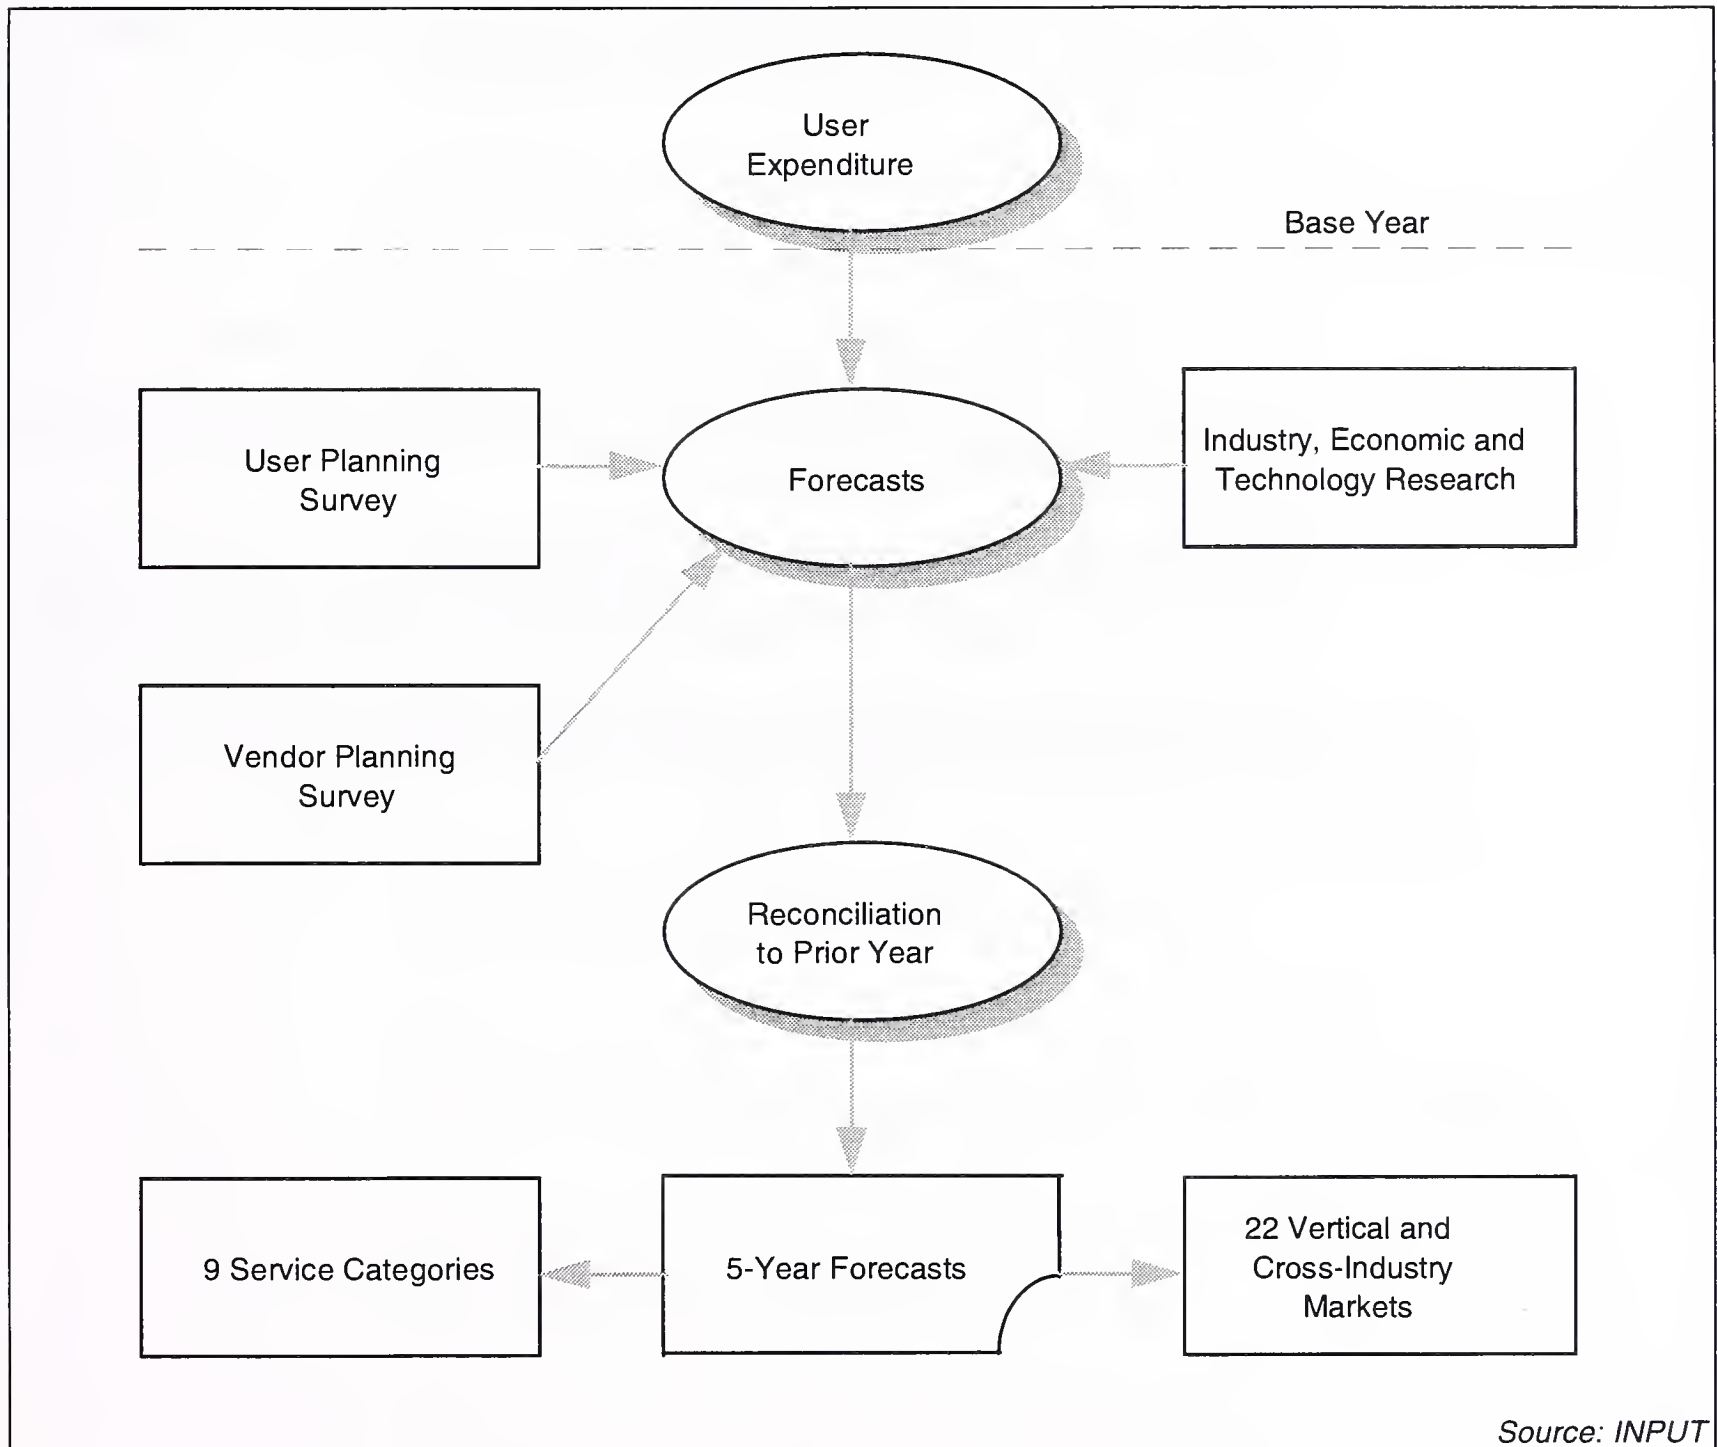 User
Expenditure
Base Year
User Planning
Survey
Forecasts
Industry, Economic and
Technology Research
Vendor Planning
Survey
Reconciliation
to Prior Year
9 Service Categories
5-Year Forecasts
22 Vertical and
Cross-Industry
Markets
Source: INPUT